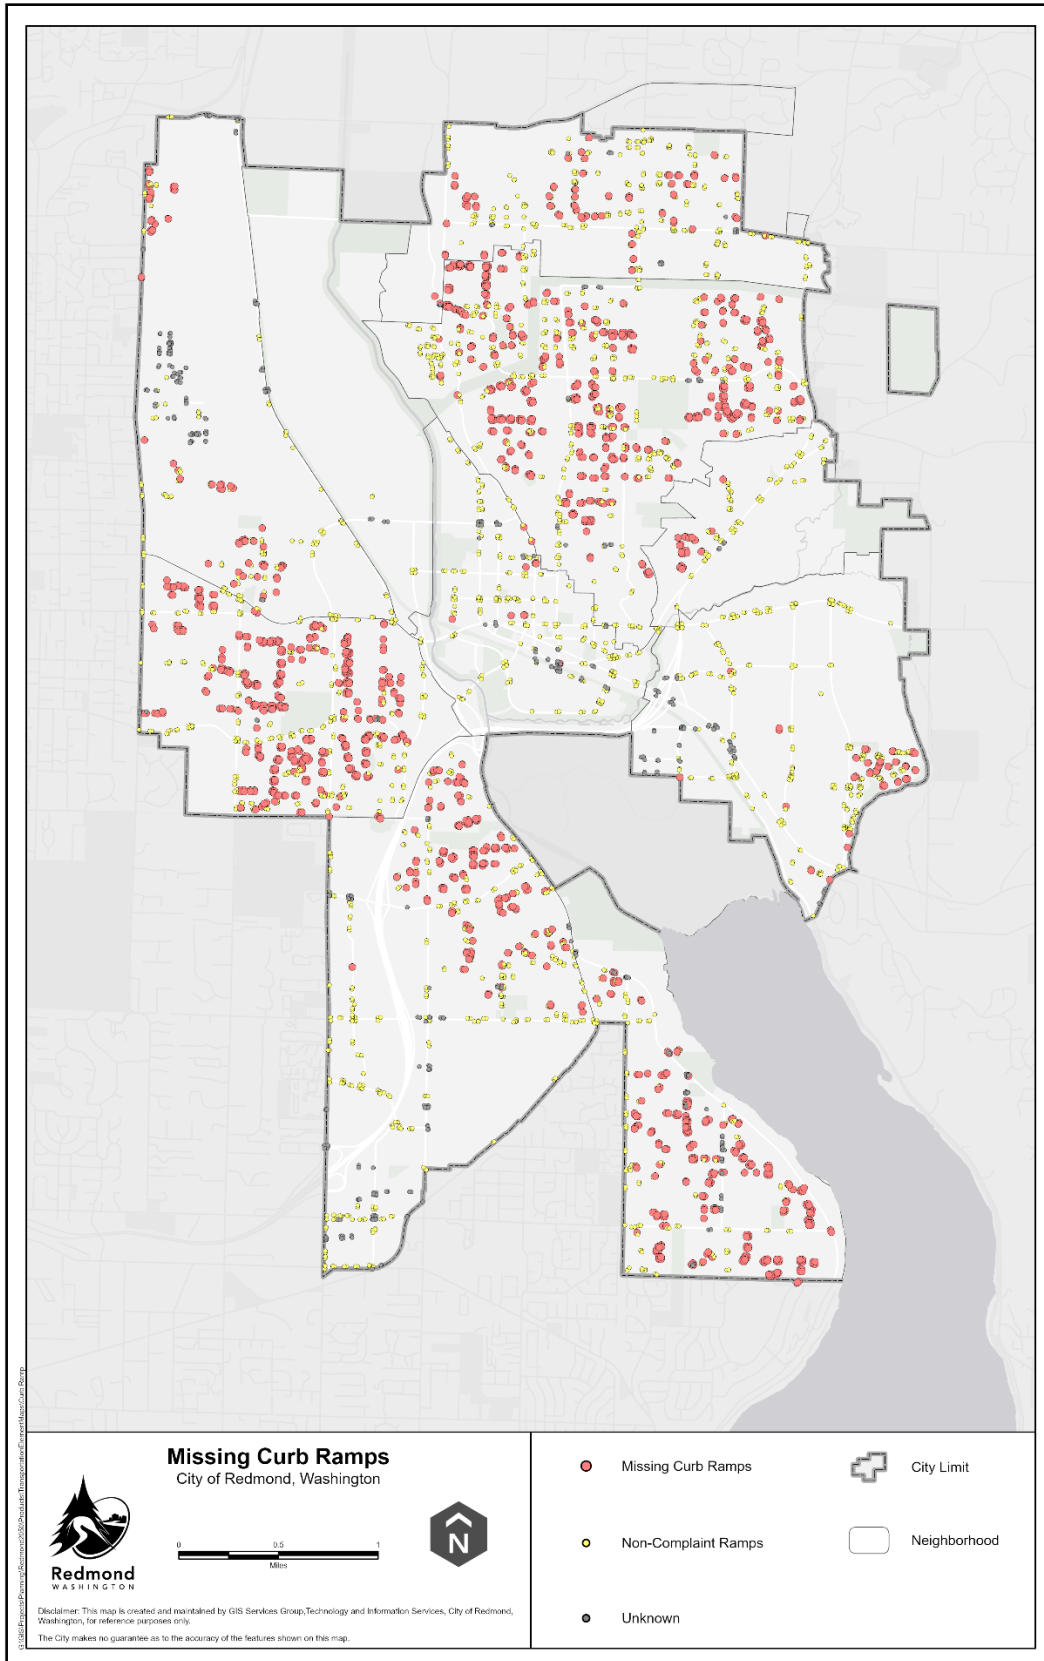 Missing Curb Ramps
City of Redmond, Washington
Redmond
WASHINGTON
0 0.5 1
Miles
N
Disclaimer: This map is created and maintained by GIS Services Group,Technology and Information Services, City of Redmond,
Washington, for reference purposes only.
The City makes no guarantee as to the accuracy of the features shown on this map.
Missing Curb Ramps
City Limit
Non-Complaint Ramps
Neighborhood
Unknown